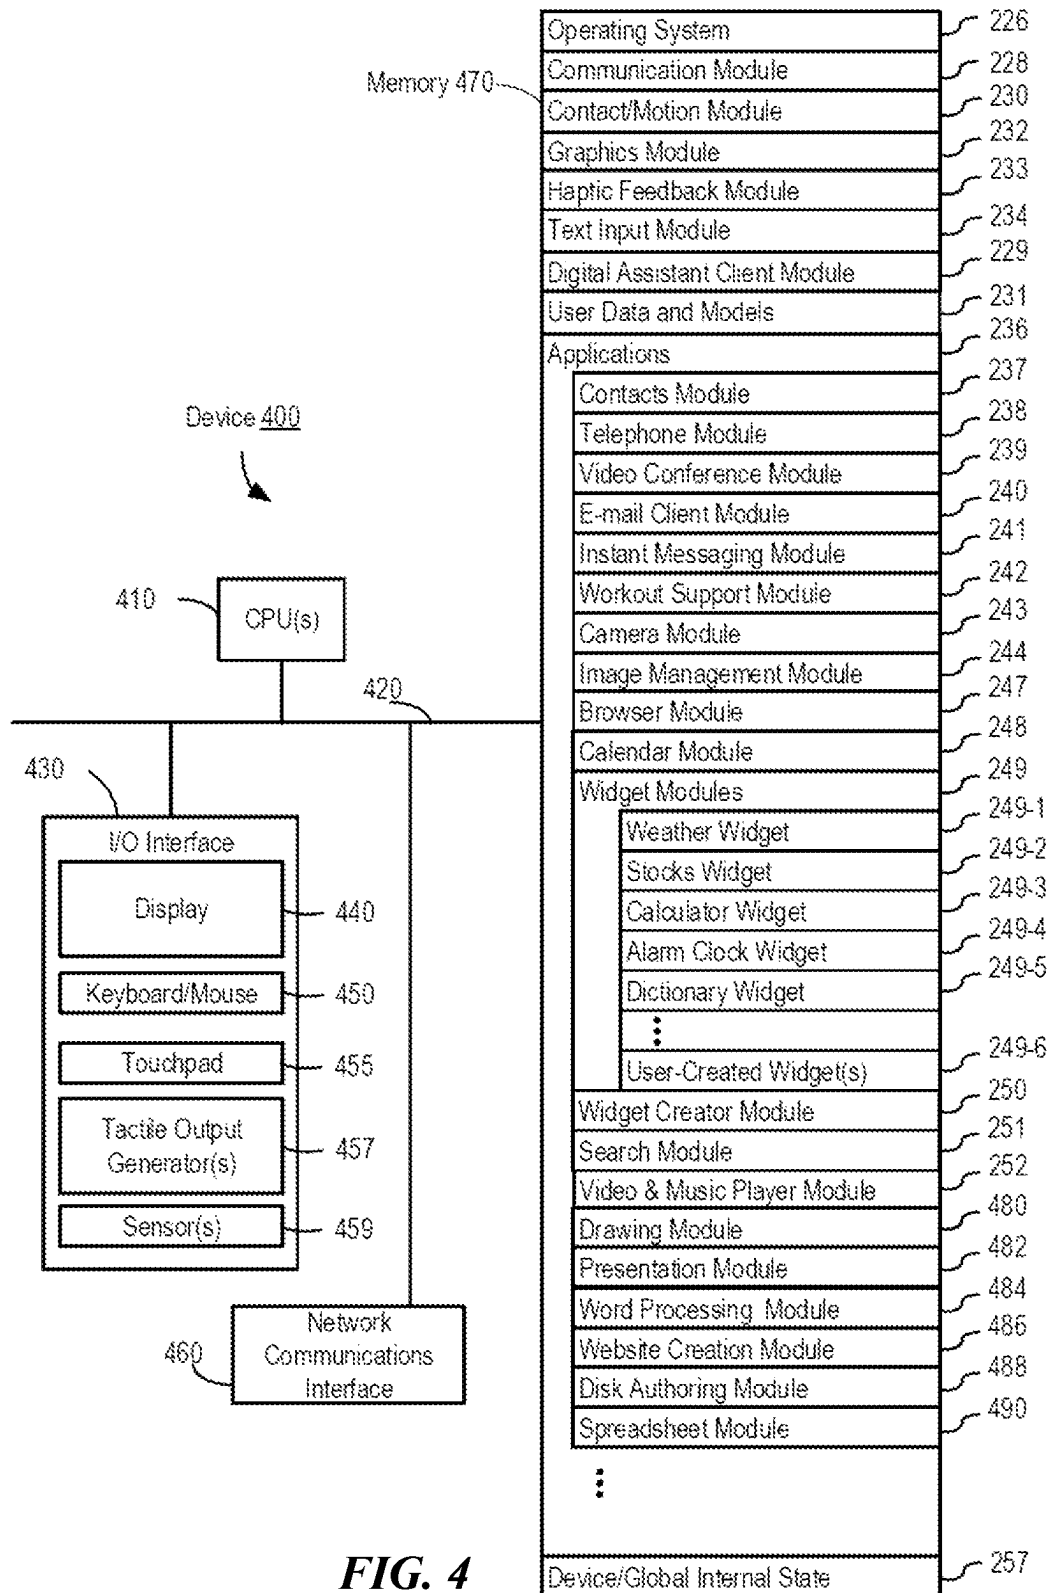 Operating System 226
Communication Module 228
Memory 470
Contact/Motion Module 230
Graphics Module 232
Haptic Feedback Module 233
Text Input Module 234
Digital Assistant Client Module 229
User Data and Models 231
Applications 236
Contacts Module 237
Telephone Module 238
Video Conference Module 239
E-mail Client Module 240
Instant Messaging Module 241
Workout Support Module 242
Camera Module 243
Image Management Module 244
Browser Module 247
Calendar Module 248
Widget Modules 249
Weather Widget 249-1
Stocks Widget 249-2
Calculator Widget 249-3
Alarm Clock Widget 249-4
Dictionary Widget 249-5
User-Created Widget(s) 249-6
Widget Creator Module 250
Search Module 251
Video & Music Player Module 252
Drawing Module 480
Presentation Module 482
Word Processing Module 484
Website Creation Module 486
Disk Authoring Module 488
Spreadsheet Module 490
Device/Global Internal State 257
Device 400
410
CPU(s)
420
430
I/O Interface
Display 440
Keyboard/Mouse 450
Touchpad 455
Tactile Output
Generator(s) 457
Sensor(s) 459
460
Network
Communications
Interface
FIG. 4